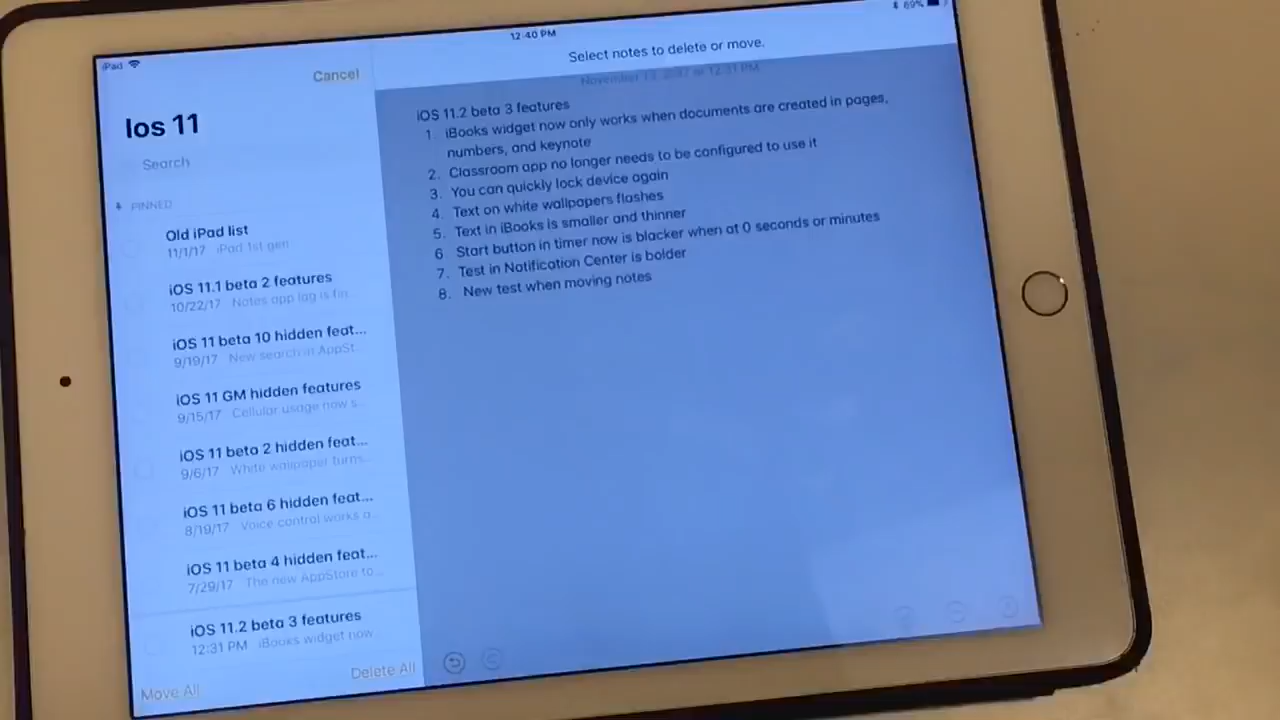 iPad
12:40 PM
69%
Cancel
Select notes to delete or move.
Ios 11
Search
PINNED
Old iPad list
11/1/17 iPad 1st gen
iOS 11.1 beta 2 features
10/22/17 Notes app lag is fin...
iOS 11 beta 10 hidden feat...
9/19/17 New search in AppSt...
iOS 11 GM hidden features
9/15/17 Cellular usage now s...
iOS 11 beta 2 hidden feat...
9/6/17 White wallpaper turns...
iOS 11 beta 6 hidden feat...
8/19/17 Voice control works a...
iOS 11 beta 4 hidden feat...
7/29/17 The new AppStore to...
iOS 11.2 beta 3 features
12:31 PM iBooks widget now...
Move All
Delete All
November 13, 2017 at 12:31 PM
iOS 11.2 beta 3 features
1. iBooks widget now only works when documents are created in pages,
numbers, and keynote
2. Classroom app no longer needs to be configured to use it
3. You can quickly lock device again
4. Text on white wallpapers flashes
5. Text in iBooks is smaller and thinner
6 Start button in timer now is blacker when at 0 seconds or minutes
7. Test in Notification Center is bolder
8. New test when moving notes